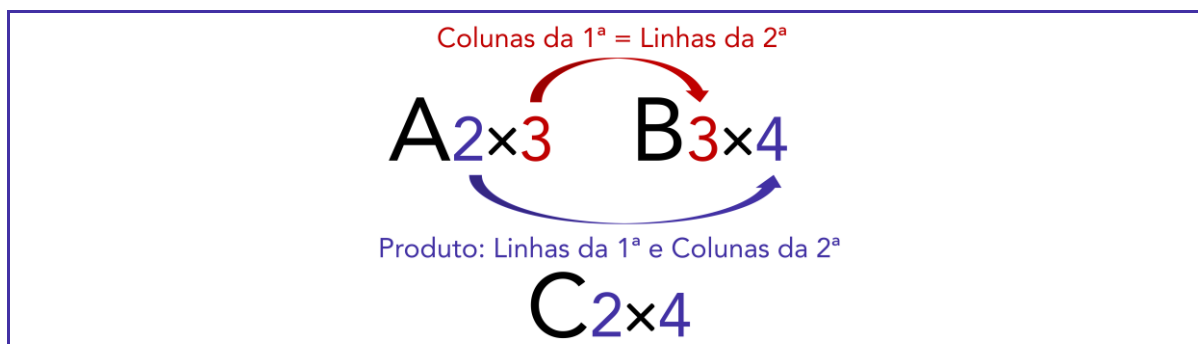 Colunas da 1ª = Linhas da 2ª
A2×3 B3×4
Produto: Linhas da 1ª e Colunas da 2ª
C2×4